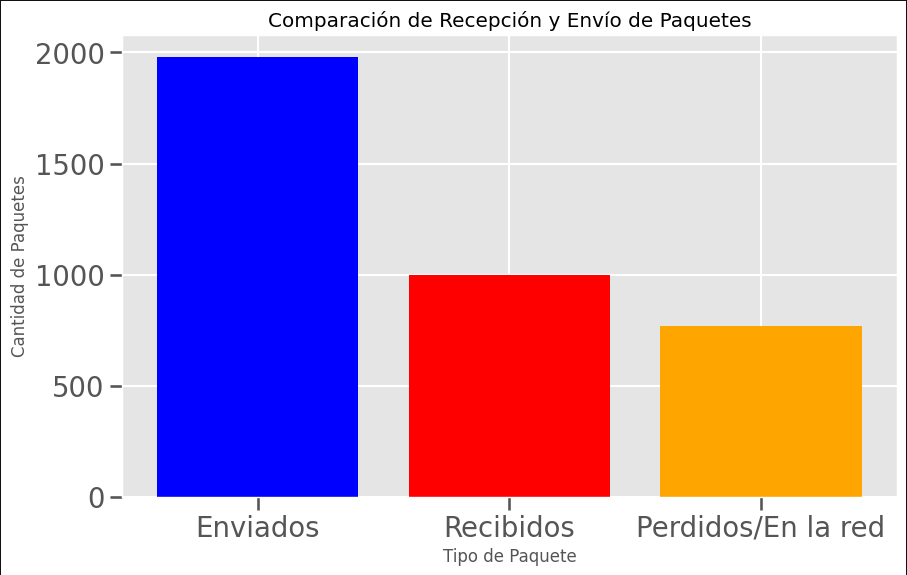 Comparación de Recepción y Envío de Paquetes
2000
1500
1000
500
0
Cantidad de Paquetes
Enviados
Recibidos
Perdidos/En la red
Tipo de Paquete